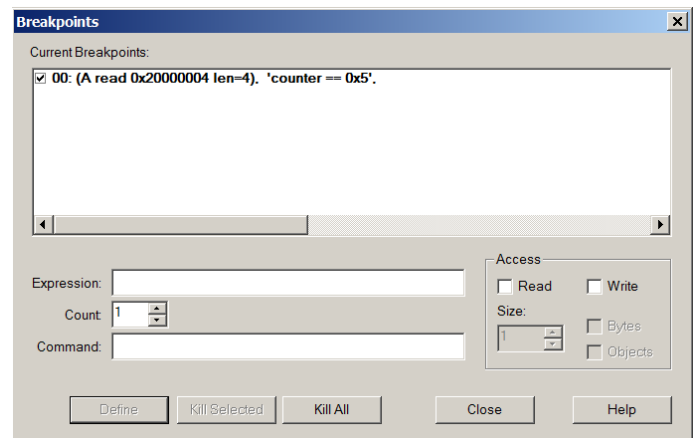 Breakpoints
Current Breakpoints:
00: (A read 0x20000004 len=4), 'counter == 0x5',
Access
Expression:
Read Write
Count: 1
Size:
1
Bytes
Command:
Objects
Define Kill Selected Kill All Close Help